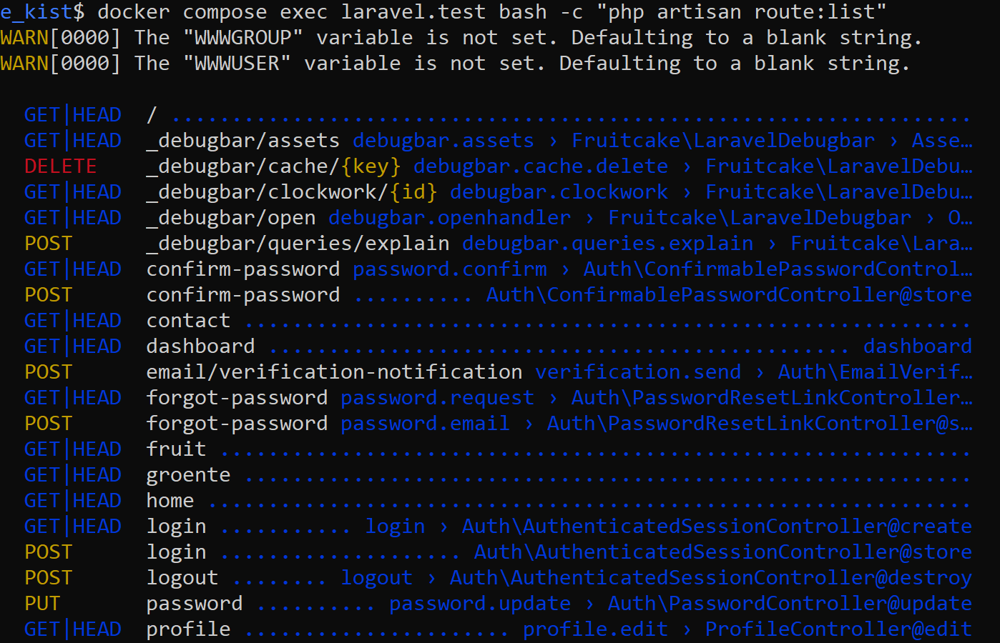 e_kist$ docker compose exec laravel.test bash -c "php artisan route:list"
WARN[0000] The "WWWGROUP" variable is not set. Defaulting to a blank string.
WARN[0000] The "WWWUSER" variable is not set. Defaulting to a blank string.
GET|HEAD / ..................................................................
GET|HEAD _debugbar/assets debugbar.assets › Fruitcake\LaravelDebugbar › Asse…
DELETE _debugbar/cache/{key} debugbar.cache.delete › Fruitcake\LaravelDebu…
GET|HEAD _debugbar/clockwork/{id} debugbar.clockwork › Fruitcake\LaravelDebu…
GET|HEAD _debugbar/open debugbar.openhandler › Fruitcake\LaravelDebugbar › O…
POST _debugbar/queries/explain debugbar.queries.explain › Fruitcake\Lara…
GET|HEAD confirm-password password.confirm › Auth\ConfirmablePasswordControl…
POST confirm-password .......... Auth\ConfirmablePasswordController@store
GET|HEAD contact ............................................................
GET|HEAD dashboard ................................................ dashboard
POST email/verification-notification verification.send › Auth\EmailVerif…
GET|HEAD forgot-password password.request › Auth\PasswordResetLinkController…
POST forgot-password password.email › Auth\PasswordResetLinkController@s…
GET|HEAD fruit ..............................................................
GET|HEAD groente ............................................................
GET|HEAD home ...............................................................
GET|HEAD login ........... login › Auth\AuthenticatedSessionController@create
POST login .................... Auth\AuthenticatedSessionController@store
POST logout ........ logout › Auth\AuthenticatedSessionController@destroy
PUT password .......... password.update › Auth\PasswordController@update
GET|HEAD profile ...................... profile.edit › ProfileController@edit